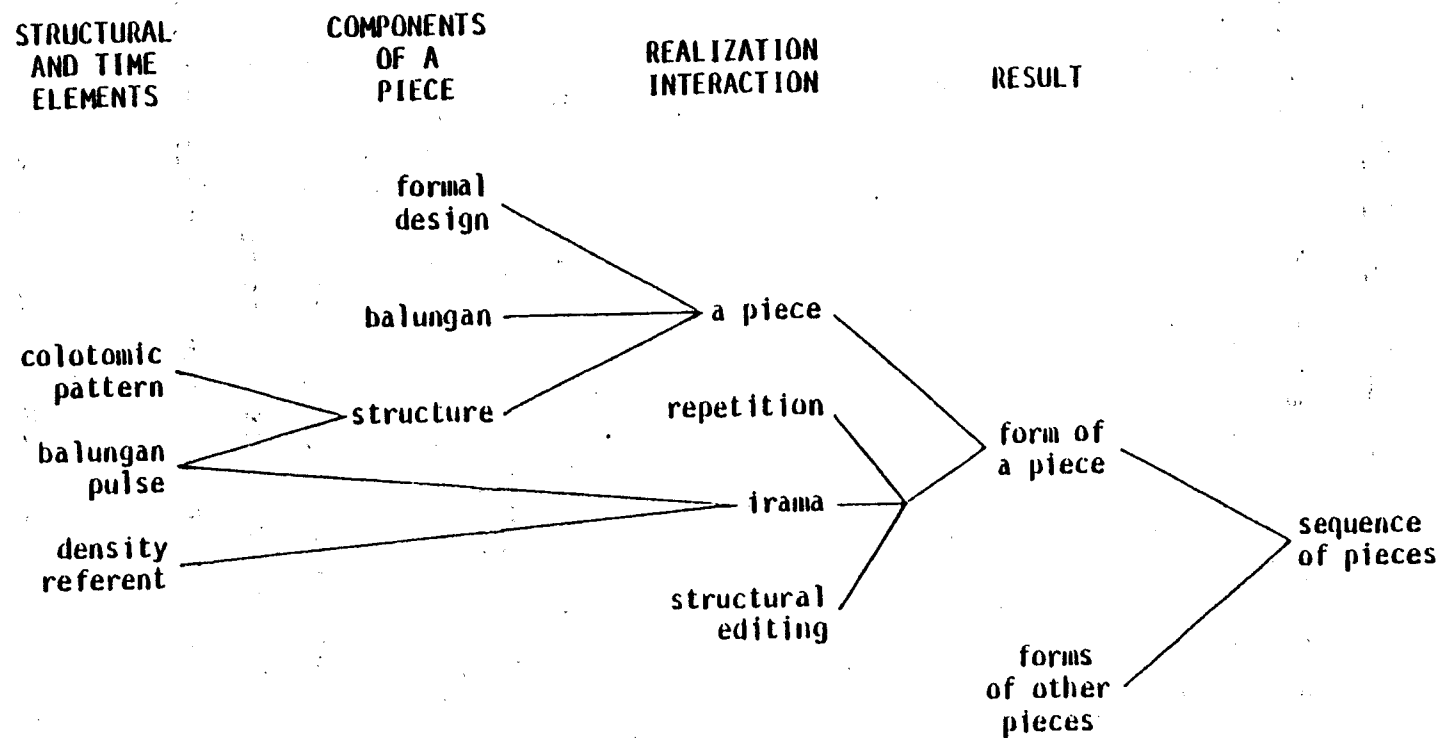 STRUCTURAL
AND TIME
ELEMENTS
COMPONENTS
OF A
PIECE
REALIZATION
INTERACTION
RESULT
formal
design
balungan
a piece
colotomic
pattern
structure
repetition
balungan
pulse
form of
a piece
irama
sequence
of pieces
density
referent
structural
editing
forms
of other
pieces